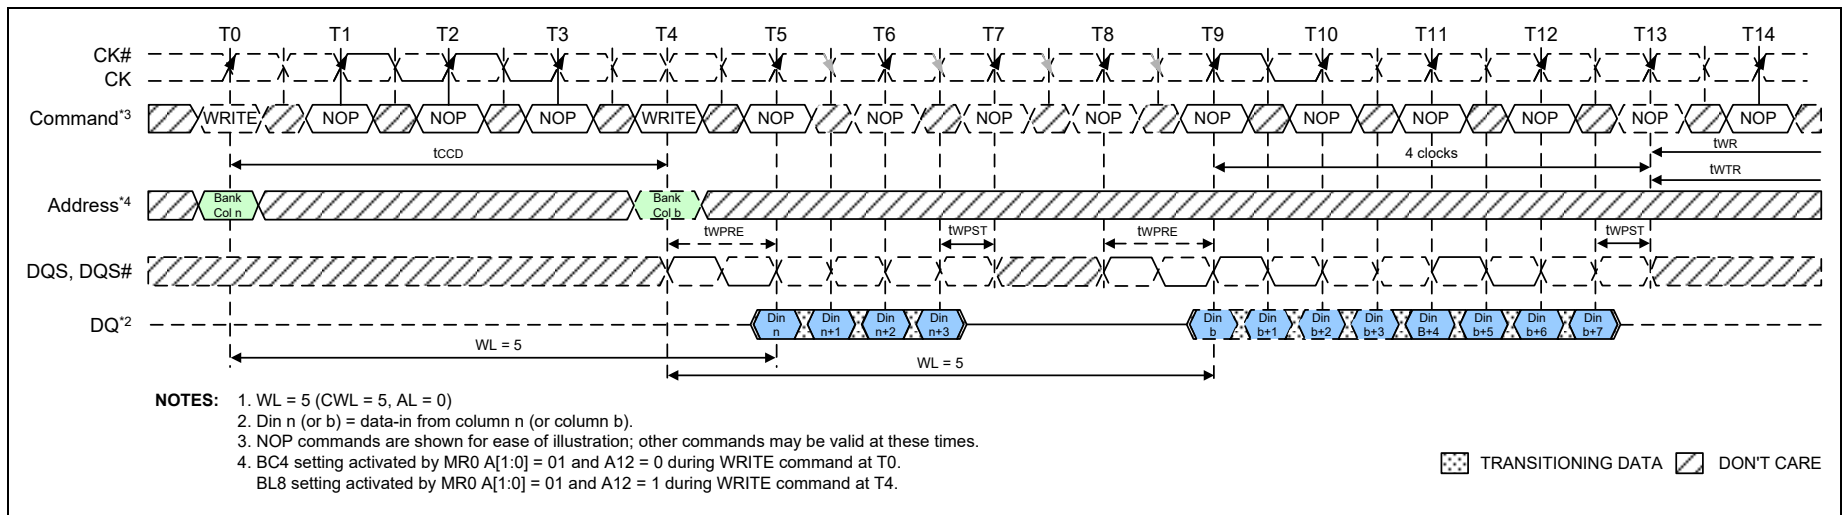 T0 T1 T2 T3 T4 T5 T6 T7 T8 T9 T10 T11 T12 T13 T14
CK#
CK
Command*3 WRITE NOP NOP NOP WRITE NOP NOP NOP NOP NOP NOP NOP NOP NOP NOP
tCCD 4 clocks tWR
tWTR
Address*4 Bank Col n Bank Col b
tWPRE tWPST tWPRE tWPST
DQS, DQS#
DQ*2 Din n Din n+1 Din n+2 Din n+3 Din b Din b+1 Din b+2 Din b+3 Din B+4 Din b+5 Din b+6 Din b+7
WL = 5
WL = 5
NOTES: 1. WL = 5 (CWL = 5, AL = 0)
2. Din n (or b) = data-in from column n (or column b).
3. NOP commands are shown for ease of illustration; other commands may be valid at these times.
4. BC4 setting activated by MR0 A[1:0] = 01 and A12 = 0 during WRITE command at T0.
BL8 setting activated by MR0 A[1:0] = 01 and A12 = 1 during WRITE command at T4.
TRANSITIONING DATA DON'T CARE